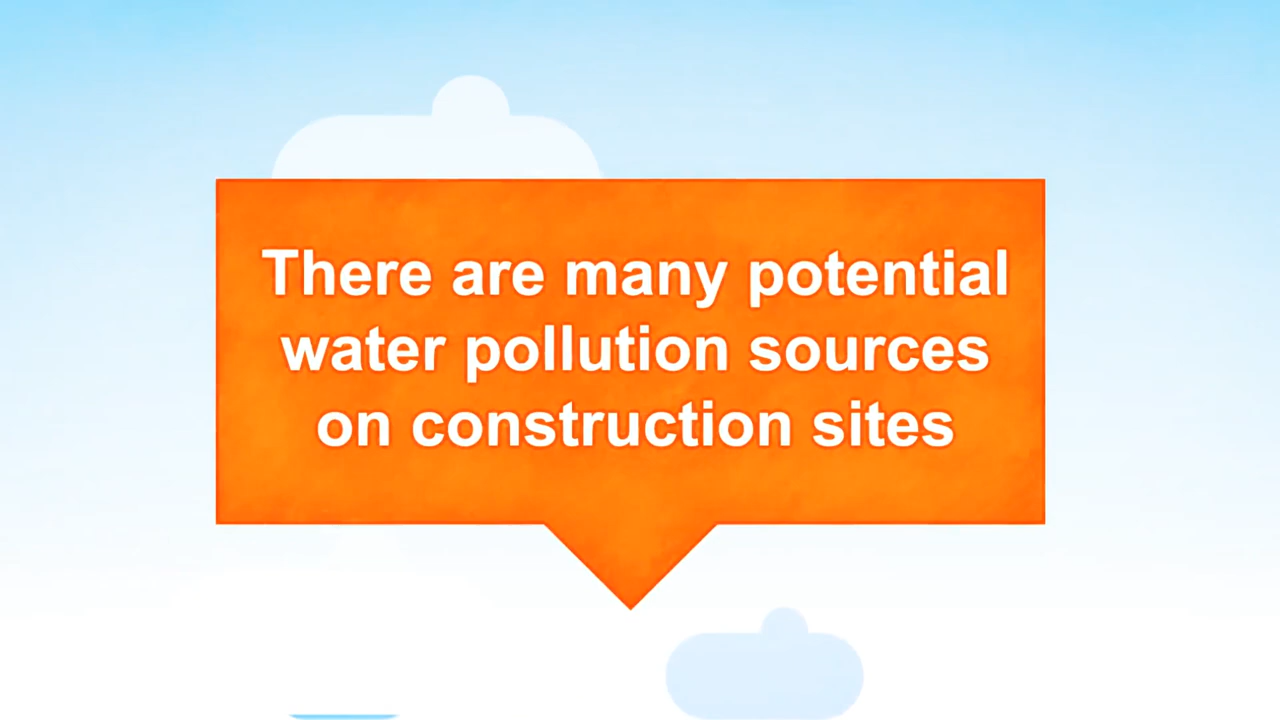 There are many potential
water pollution sources
on construction sites